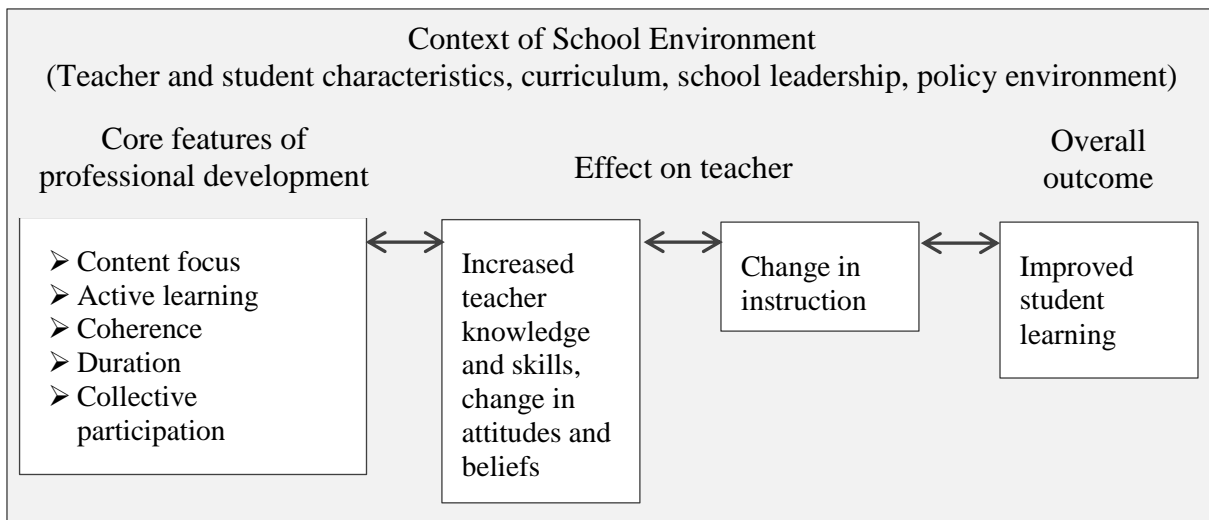 Context of School Environment
(Teacher and student characteristics, curriculum, school leadership, policy environment)
Core features of
professional development
Effect on teacher
Overall
outcome
➢ Content focus
➢ Active learning
➢ Coherence
➢ Duration
➢ Collective
participation
Increased
teacher
knowledge
and skills,
change in
attitudes and
beliefs
Change in
instruction
Improved
student
learning